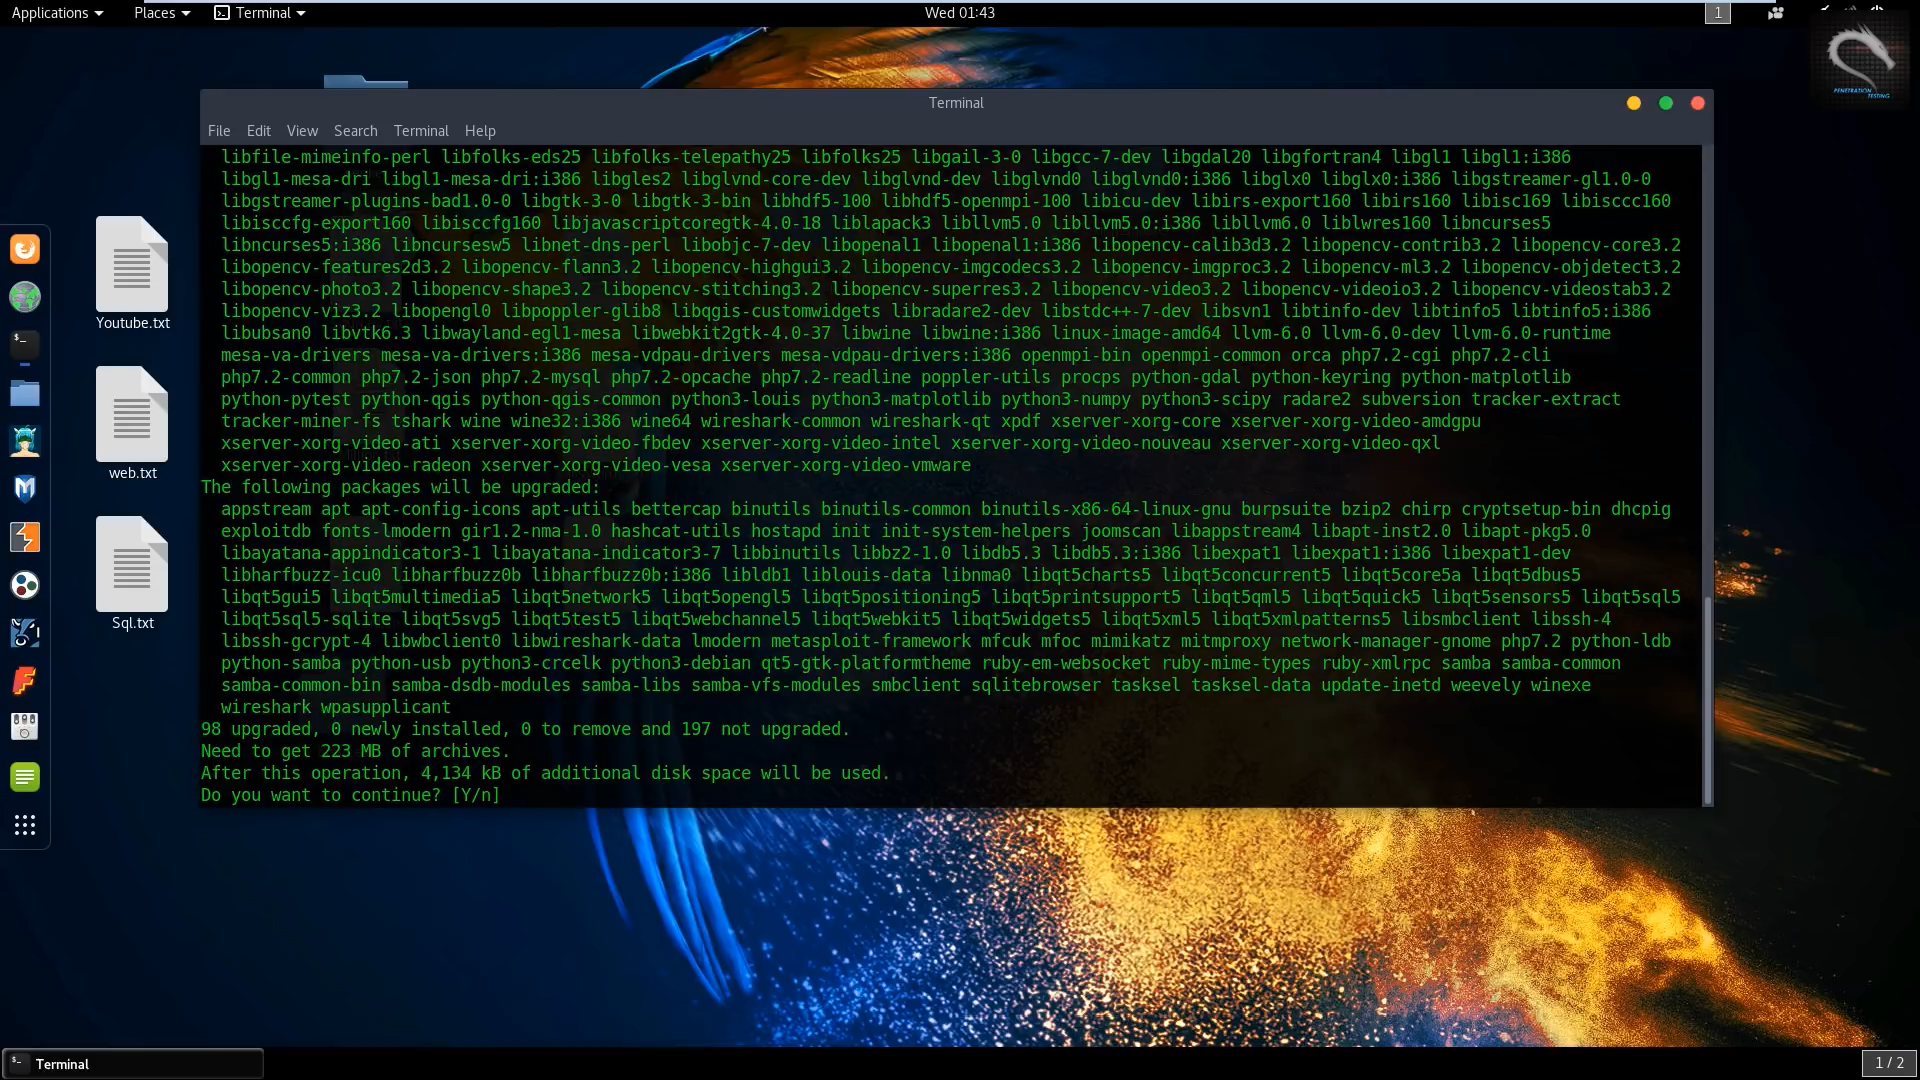 Applications Places Terminal Wed 01:43 1
PENETRATION
TESTING
Terminal
File Edit View Search Terminal Help
libfile-mimeinfo-perl libfolks-eds25 libfolks-telepathy25 libfolks25 libgail-3-0 libgcc-7-dev libgdal20 libgfortran4 libgl1 libgl1:i386
libgl1-mesa-dri libgl1-mesa-dri:i386 libgles2 libglvnd-core-dev libglvnd-dev libglvnd0 libglvnd0:i386 libglx0 libglx0:i386 libgstreamer-gl1.0-0
libgstreamer-plugins-bad1.0-0 libgtk-3-0 libgtk-3-bin libhdf5-100 libhdf5-openmpi-100 libicu-dev libirs-export160 libirs160 libisc169 libisccc160
libisccfg-export160 libisccfg160 libjavascriptcoregtk-4.0-18 liblapack3 libllvm5.0 libllvm5.0:i386 libllvm6.0 liblwres160 libncurses5
libncurses5:i386 libncursesw5 libnet-dns-perl libobjc-7-dev libopenal1 libopenal1:i386 libopencv-calib3d3.2 libopencv-contrib3.2 libopencv-core3.2
libopencv-features2d3.2 libopencv-flann3.2 libopencv-highgui3.2 libopencv-imgcodecs3.2 libopencv-imgproc3.2 libopencv-ml3.2 libopencv-objdetect3.2
libopencv-photo3.2 libopencv-shape3.2 libopencv-stitching3.2 libopencv-superres3.2 libopencv-video3.2 libopencv-videoio3.2 libopencv-videostab3.2
libopencv-viz3.2 libopengl0 libpoppler-glib8 libqgis-customwidgets libradare2-dev libstdc++-7-dev libsvn1 libtinfo-dev libtinfo5 libtinfo5:i386
libubsan0 libvtk6.3 libwayland-egl1-mesa libwebkit2gtk-4.0-37 libwine libwine:i386 linux-image-amd64 llvm-6.0 llvm-6.0-dev llvm-6.0-runtime
mesa-va-drivers mesa-va-drivers:i386 mesa-vdpau-drivers mesa-vdpau-drivers:i386 openmpi-bin openmpi-common orca php7.2-cgi php7.2-cli
php7.2-common php7.2-json php7.2-mysql php7.2-opcache php7.2-readline poppler-utils procps python-gdal python-keyring python-matplotlib
python-pytest python-qgis python-qgis-common python3-louis python3-matplotlib python3-numpy python3-scipy radare2 subversion tracker-extract
tracker-miner-fs tshark wine wine32:i386 wine64 wireshark-common wireshark-qt xpdf xserver-xorg-core xserver-xorg-video-amdgpu
xserver-xorg-video-ati xserver-xorg-video-fbdev xserver-xorg-video-intel xserver-xorg-video-nouveau xserver-xorg-video-qxl
xserver-xorg-video-radeon xserver-xorg-video-vesa xserver-xorg-video-vmware
The following packages will be upgraded:
appstream apt apt-config-icons apt-utils bettercap binutils binutils-common binutils-x86-64-linux-gnu burpsuite bzip2 chirp cryptsetup-bin dhcpig
exploitdb fonts-lmodern gir1.2-nma-1.0 hashcat-utils hostapd init init-system-helpers joomscan libappstream4 libapt-inst2.0 libapt-pkg5.0
libayatana-appindicator3-1 libayatana-indicator3-7 libbinutils libbz2-1.0 libdb5.3 libdb5.3:i386 libexpat1 libexpat1:i386 libexpat1-dev
libharfbuzz-icu0 libharfbuzz0b libharfbuzz0b:i386 libldb1 liblouis-data libnma0 libqt5charts5 libqt5concurrent5 libqt5core5a libqt5dbus5
libqt5gui5 libqt5multimedia5 libqt5network5 libqt5opengl5 libqt5positioning5 libqt5printsupport5 libqt5qml5 libqt5quick5 libqt5sensors5 libqt5sql5
libqt5sql5-sqlite libqt5svg5 libqt5test5 libqt5webchannel5 libqt5webkit5 libqt5widgets5 libqt5xml5 libqt5xmlpatterns5 libsmbclient libssh-4
libssh-gcrypt-4 libwbclient0 libwireshark-data lmodern metasploit-framework mfcuk mfoc mimikatz mitmproxy network-manager-gnome php7.2 python-ldb
python-samba python-usb python3-crcelk python3-debian qt5-gtk-platformtheme ruby-em-websocket ruby-mime-types ruby-xmlrpc samba samba-common
samba-common-bin samba-dsdb-modules samba-libs samba-vfs-modules smbclient sqlitebrowser tasksel tasksel-data update-inetd weevely winexe
wireshark wpasupplicant
98 upgraded, 0 newly installed, 0 to remove and 197 not upgraded.
Need to get 223 MB of archives.
After this operation, 4,134 kB of additional disk space will be used.
Do you want to continue? [Y/n]
Youtube.txt
web.txt
Sql.txt
Terminal
1 / 2